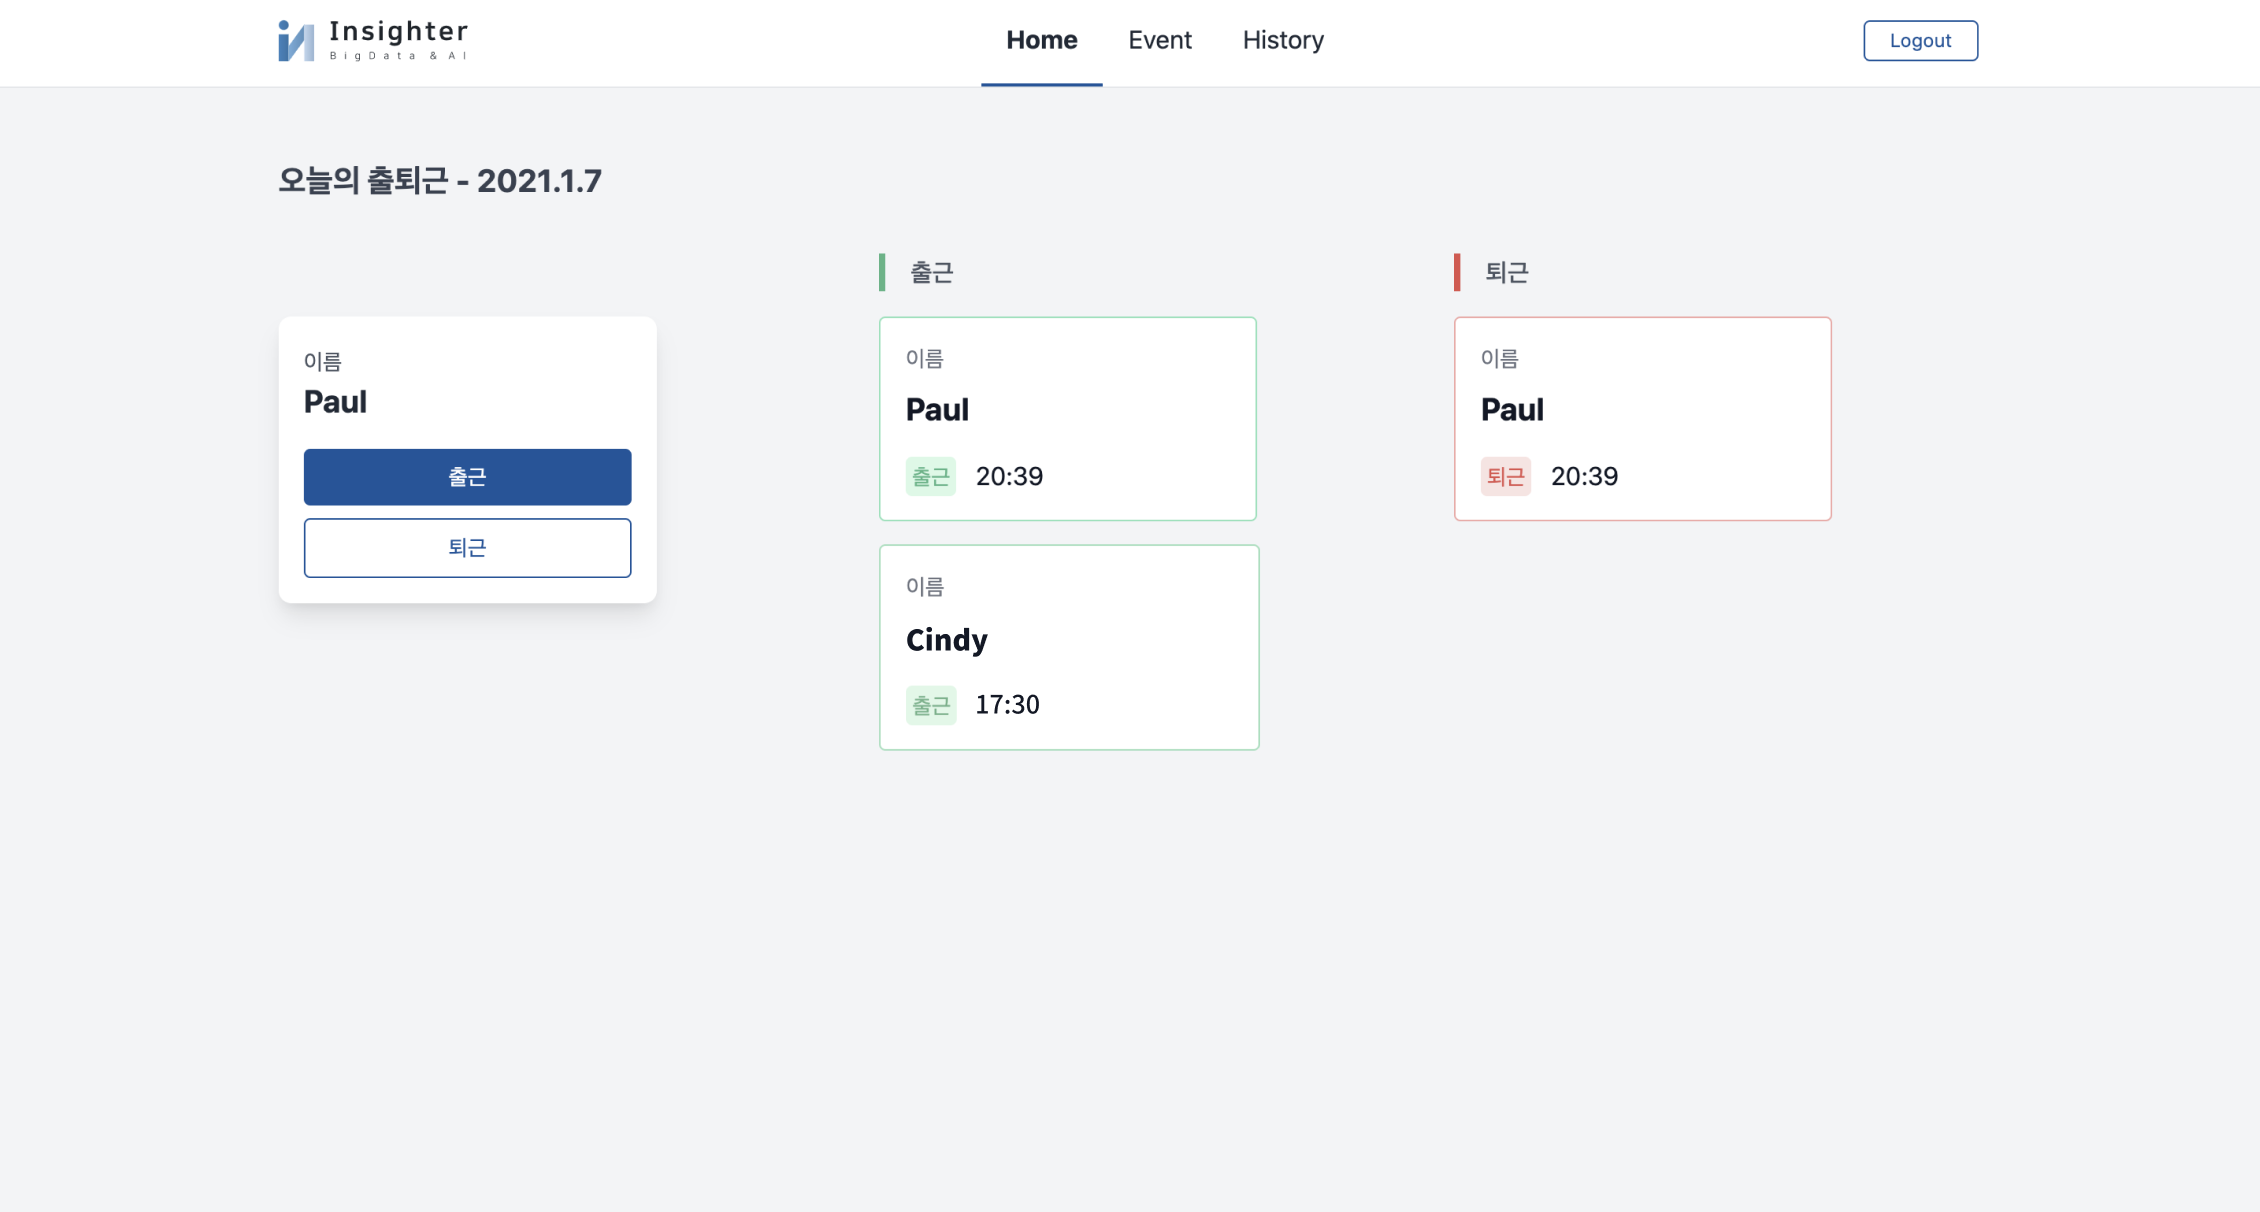 Insighter
BigData & AI
Home
Event
History
Logout
오늘의 출퇴근 - 2021.1.7
이름
Paul
출근
퇴근
출근
이름
Paul
출근 20:39
이름
Cindy
출근 17:30
퇴근
이름
Paul
퇴근 20:39